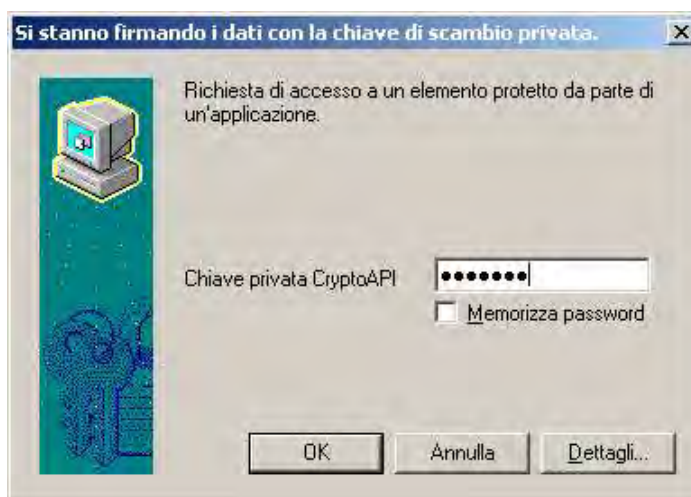 Si stanno firmando i dati con la chiave di scambio privata.
Richiesta di accesso a un elemento protetto da parte di
un'applicazione.
Chiave privata CryptoAPI
●●●●●●●
Memorizza password
OK
Annulla
Dettagli...